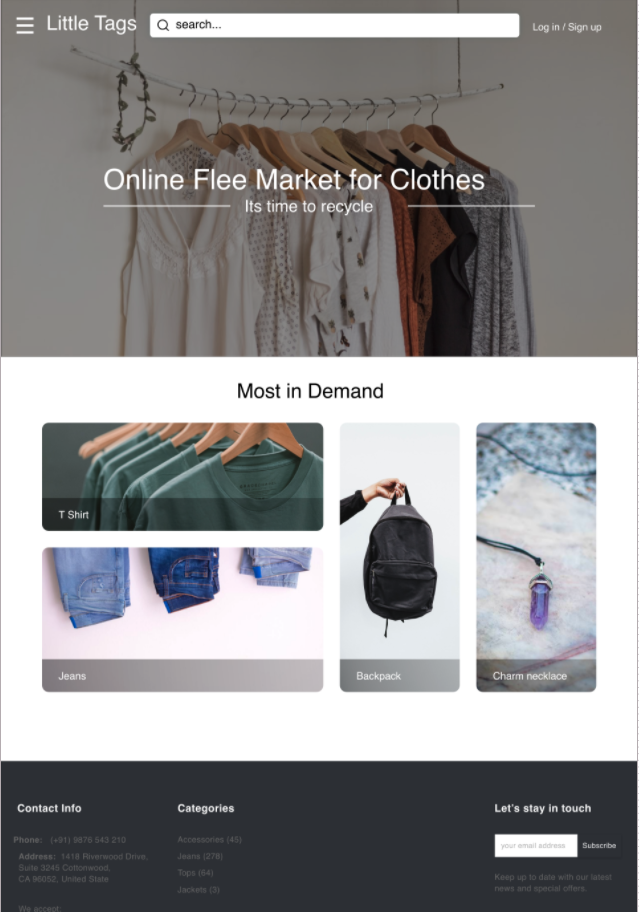 Little Tags
search...
Log in / Sign up
Online Flee Market for Clothes
Its time to recycle
Most in Demand
T Shirt
Jeans
Backpack
Charm necklace
Contact Info
Phone: (+91) 9876 543 210
Address: 1418 Riverwood Drive,
Suite 3245 Cottonwood,
CA 96052, United State
We accept:
Categories
Accessories (45)
Jeans (278)
Tops (64)
Jackets (3)
Let's stay in touch
your email address
Subscribe
Keep up to date with our latest
news and special offers.